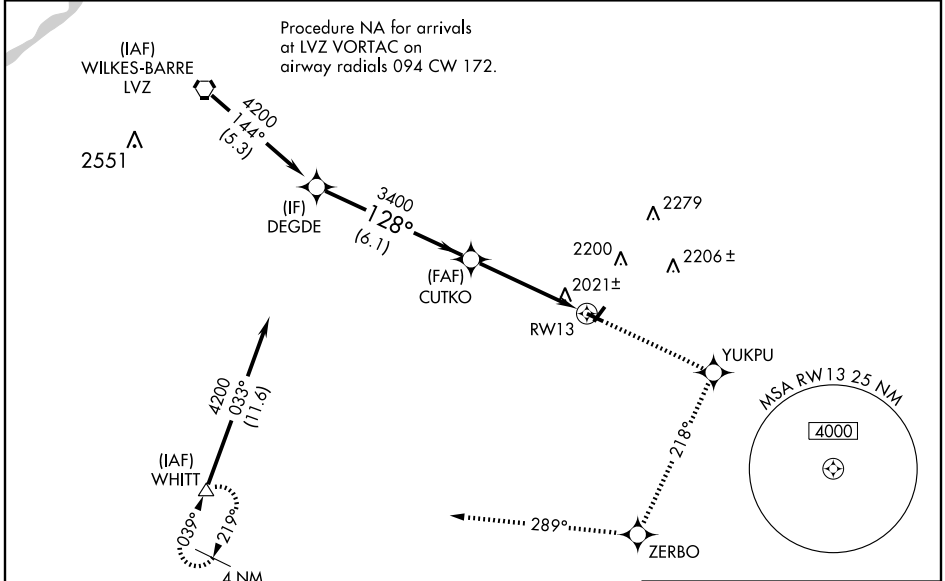 Procedure NA for arrivals
at LVZ VORTAC on
airway radials 094 CW 172.
(IAF)
WILKES-BARRE
LVZ
2551
4200
144°
(5.3)
(IF)
DEGDE
3400
128°
(6.1)
(FAF)
CUTKO
2279
2200
2206 ±
2021±
RW13
YUKPU
MSA RW13 25 NM
4000
4200
033°
(11.6)
(IAF)
WHITT
039°
219°
4 NM
218°
289°
ZERBO